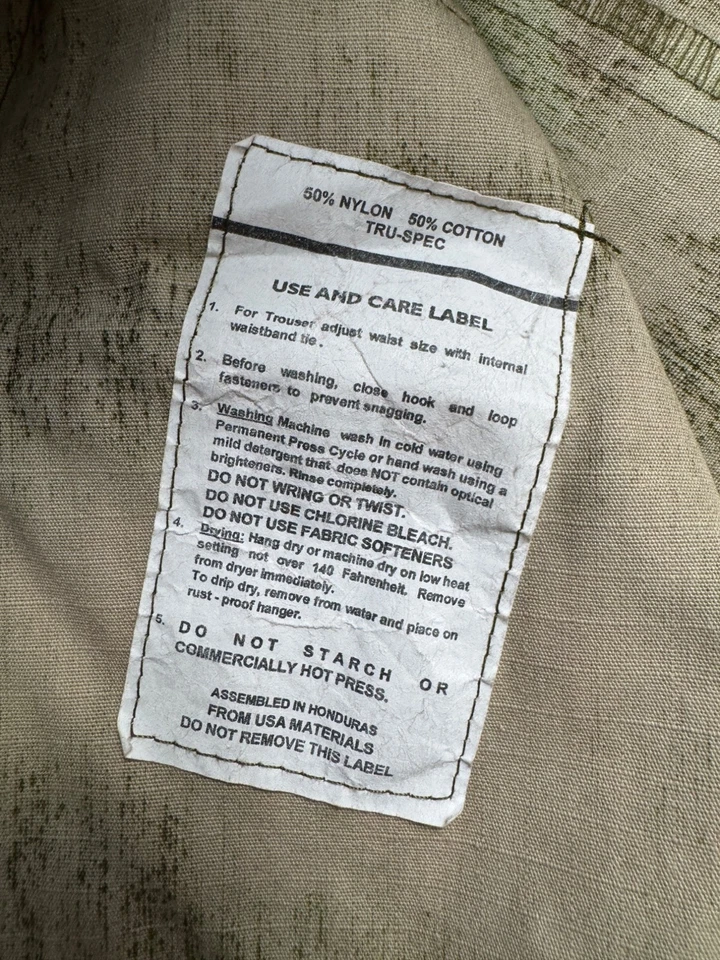 50% NYLON 50% COTTON
TRU-SPEC
USE AND CARE LABEL
1. For Trouser adjust waist size with internal
waistband tie .
2. Before washing, close hook and loop
fasteners to prevent snagging.
3. Washing Machine wash in cold water using
Permanent Press Cycle or hand wash using a
mild detergent that does NOT contain optical
brighteners. Rinse completely.
DO NOT WRING OR TWIST.
DO NOT USE CHLORINE BLEACH.
DO NOT USE FABRIC SOFTENERS
4. Drying: Hang dry or machine dry on low heat
setting not over 140 Fahrenheit. Remove
from dryer immediately.
To drip dry, remove from water and place on
rust - proof hanger.
5. DO NOT STARCH OR
COMMERCIALLY HOT PRESS.
ASSEMBLED IN HONDURAS
FROM USA MATERIALS
DO NOT REMOVE THIS LABEL